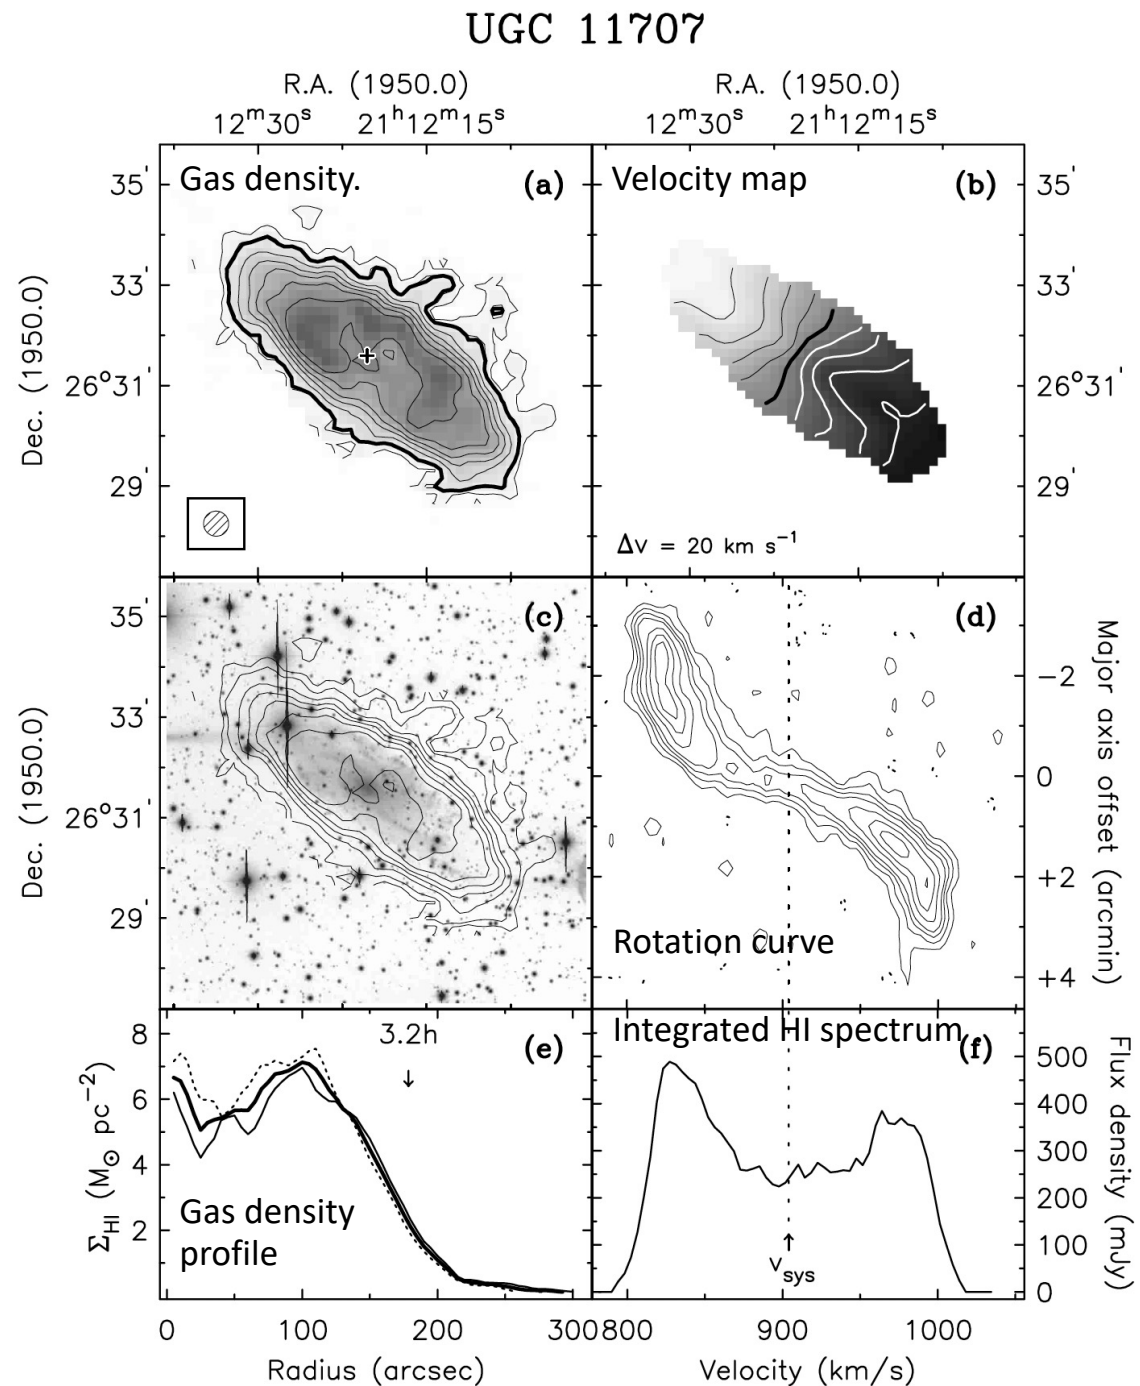 UGC 11707
R.A. (1950.0)
R.A. (1950.0)
12ᵐ30ˢ 21ʰ12ᵐ15ˢ
12ᵐ30ˢ 21ʰ12ᵐ15ˢ
Gas density.
(a)
Velocity map
(b)
35'
33'
26°31'
29'
Dec. (1950.0)
35'
33'
26°31'
29'
Δv = 20 km s⁻¹
(c)
(d)
35'
33'
26°31'
29'
Dec. (1950.0)
−2
0
+2
+4
Major axis offset (arcmin)
Rotation curve
3.2h
(e)
Integrated HI spectrum
(f)
8
6
4
2
Σ_HI (M⊙ pc⁻²)
Gas density
profile
500
400
300
200
100
0
Flux density (mJy)
v_sys
0 100 200 300
800 900 1000
Radius (arcsec)
Velocity (km/s)